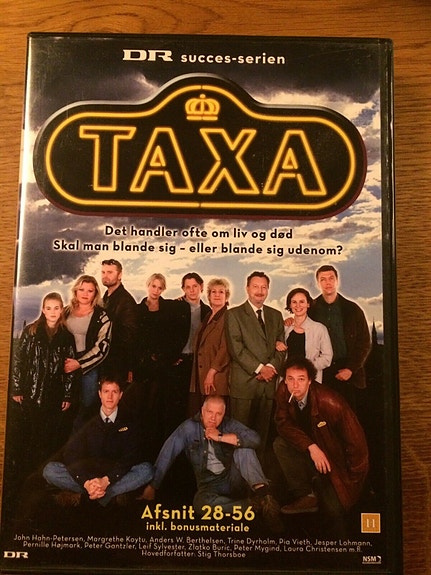 DR succes-serien
TAXA
Det handler ofte om liv og død
Skal man blande sig - eller blande sig udenom?
Afsnit 28-56
inkl. bonusmateriale
John Hahn-Petersen, Margrethe Koytu, Anders W. Berthelsen, Trine Dyrholm, Pia Vieth, Jesper Lohmann,
Pernille Højmark, Peter Gantzler, Leif Sylvester, Zlatko Buric, Peter Mygind, Laura Christensen m.fl.
Hovedforfatter: Stig Thorsboe
DR
NSM